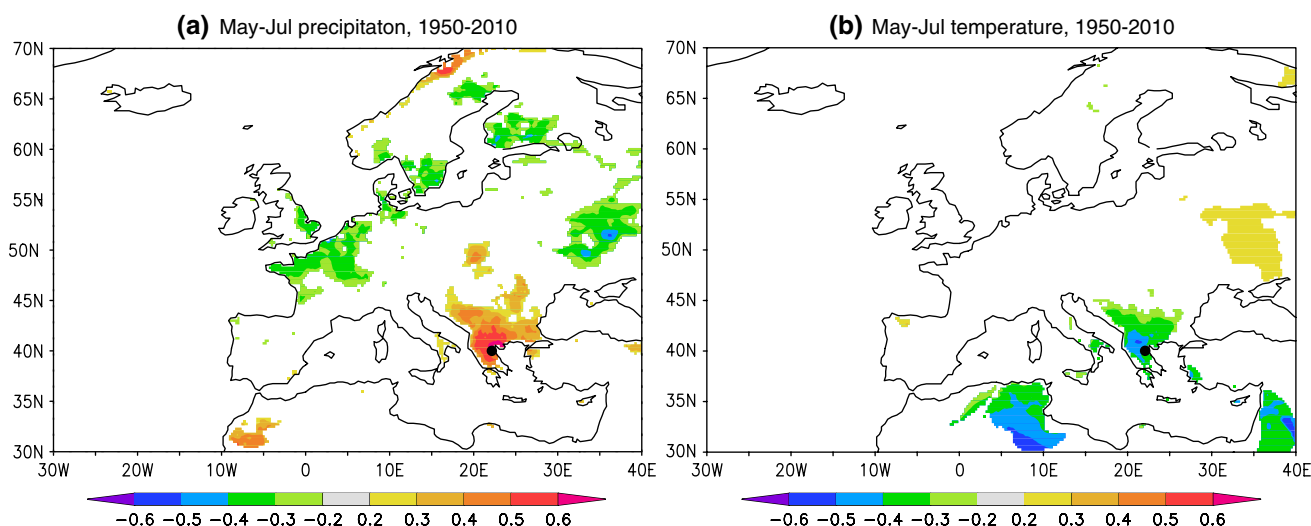 (a) May-Jul precipitaton, 1950-2010
70N
65N
60N
55N
50N
45N
40N
35N
30N
30W 20W 10W 0 10E 20E 30E 40E
−0.6 −0.5 −0.4 −0.3 −0.2 0.2 0.3 0.4 0.5 0.6
(b) May-Jul temperature, 1950-2010
70N
65N
60N
55N
50N
45N
40N
35N
30N
30W 20W 10W 0 10E 20E 30E 40E
−0.6 −0.5 −0.4 −0.3 −0.2 0.2 0.3 0.4 0.5 0.6